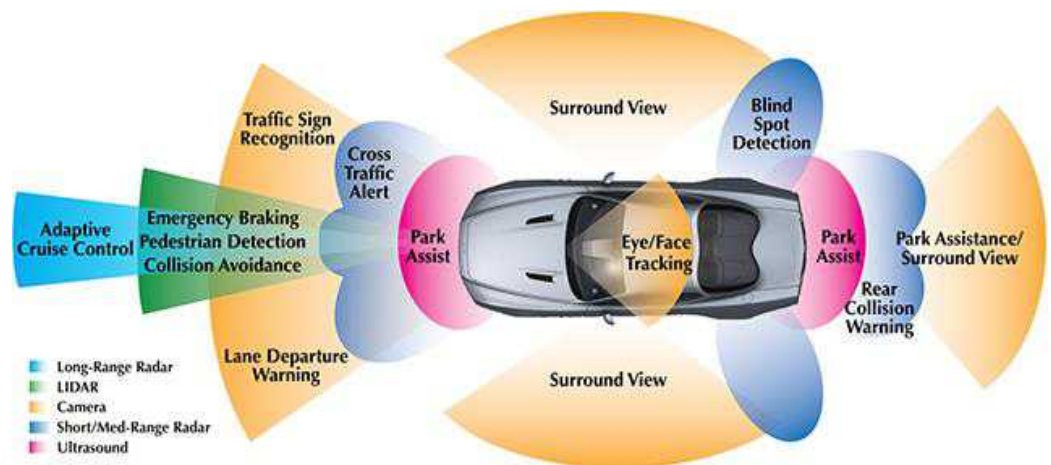 Surround View
Blind
Spot
Detection
Traffic Sign
Recognition
Cross
Traffic
Alert
Adaptive
Cruise Control
Emergency Braking
Pedestrian Detection
Collision Avoidance
Park
Assist
Eye/Face
Tracking
Park
Assist
Park Assistance/
Surround View
Rear
Collision
Warning
Lane Departure
Warning
Surround View
Long-Range Radar
LIDAR
Camera
Short/Med-Range Radar
Ultrasound